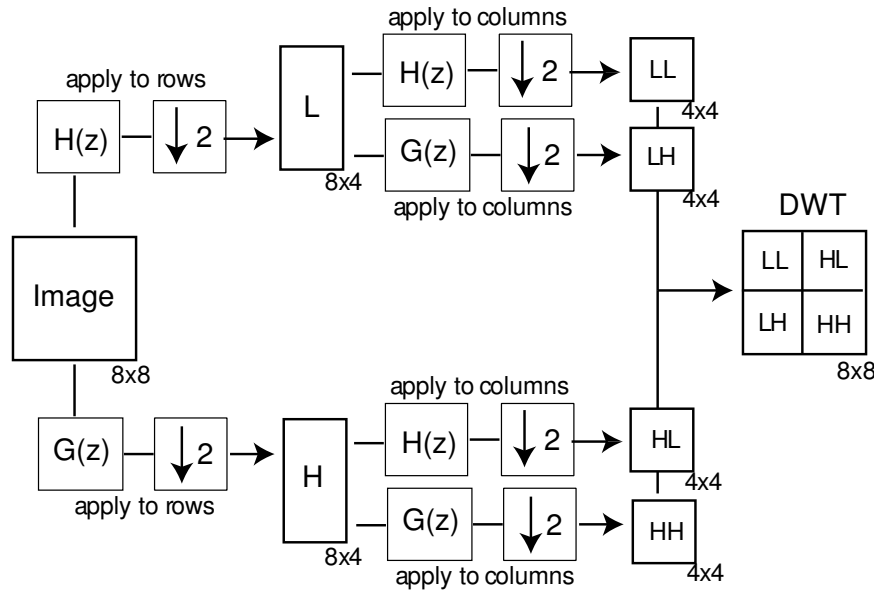 apply to columns
apply to rows
H(z)
2
L
8x4
H(z)
2
LL
4x4
G(z)
2
LH
4x4
apply to columns
Image
8x8
DWT
LL HL
LH HH
8x8
apply to columns
G(z)
2
apply to rows
H
8x4
H(z)
2
HL
4x4
G(z)
2
HH
4x4
apply to columns